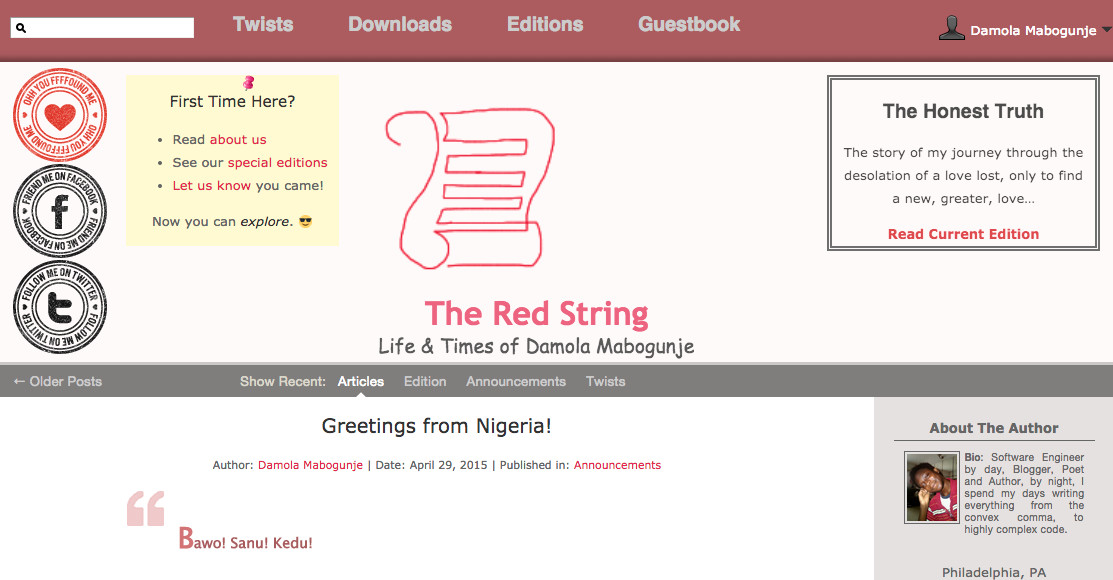 Twists Downloads Editions Guestbook Damola Mabogunje
OHH YOU FFFFOUND ME OHH YOU FFFFOUND ME
FRIEND ME ON FACEBOOK FRIEND ME ON FACEBOOK
f
FOLLOW ME ON TWITTER FOLLOW ME ON TWITTER
t
First Time Here?
• Read about us
• See our special editions
• Let us know you came!
Now you can explore. 😎
The Red String
Life & Times of Damola Mabogunje
The Honest Truth
The story of my journey through the
desolation of a love lost, only to find
a new, greater, love…
Read Current Edition
← Older Posts Show Recent: Articles Edition Announcements Twists
Greetings from Nigeria!
Author: Damola Mabogunje | Date: April 29, 2015 | Published in: Announcements
“
Bawo! Sanu! Kedu!
About The Author
Bio: Software Engineer
by day, Blogger, Poet
and Author, by night, I
spend my days writing
everything from the
convex comma, to
highly complex code.
Philadelphia, PA